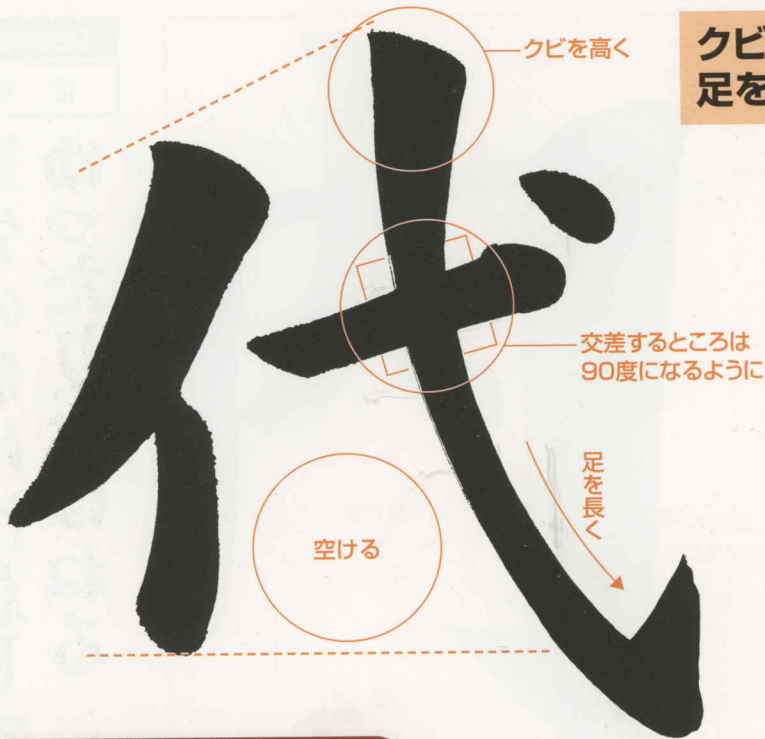 代
クビを高く
クビ
足を
交差するところは
90度になるように
足を長く
空ける